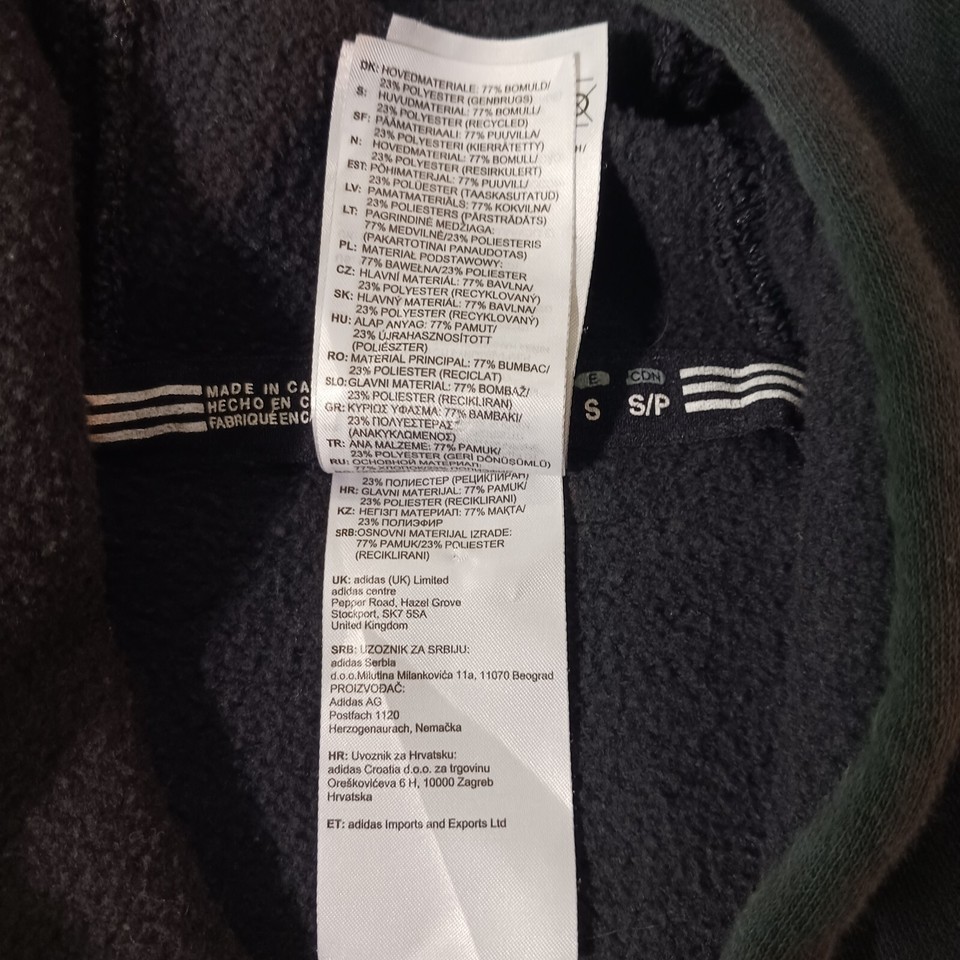 DK: HOVEDMATERIALE: 77% BOMULD/
23% POLYESTER (GENBRUGS)
S: HUVUDMATERIAL: 77% BOMULL/
23% POLYESTER (RECYCLED)
SF: PÄÄMATERIAALI: 77% PUUVILLA/
23% POLYESTERI (KIERRÄTETTY)
N: HOVEDMATERIAL: 77% BOMULL/
23% POLYESTER (RESIRKULERT)
EST: PÕHIMATERJAL: 77% PUUVILL/
23% POLÜESTER (TAASKASUTATUD)
LV: PAMATMATERIĀLS: 77% KOKVILNA/
23% POLIESTERS (PĀRSTRĀDĀTS)
LT: PAGRINDINĖ MEDŽIAGA:
77% MEDVILNĖ/23% POLIESTERIS
(PAKARTOTINAI PANAUDOTAS)
PL: MATERIAŁ PODSTAWOWY:
77% BAWEŁNA/23% POLIESTER
CZ: HLAVNÍ MATERIÁL: 77% BAVLNA/
23% POLYESTER (RECYKLOVANÝ)
SK: HLAVNÝ MATERIÁL: 77% BAVLNA/
23% POLYESTER (RECYKLOVANÝ)
HU: ALAP ANYAG: 77% PAMUT/
23% ÚJRAHASZNOSÍTOTT
(POLIÉSZTER)
RO: MATERIAL PRINCIPAL: 77% BUMBAC/
23% POLIESTER (RECICLAT)
SLO: GLAVNI MATERIAL: 77% BOMBAŽ/
23% POLIESTER (RECIKLIRAN)
GR: ΚΥΡΙΩΣ ΥΦΑΣΜΑ: 77% ΒΑΜΒΑΚΙ/
23% ΠΟΛΥΕΣΤΕΡΑΣ
(ΑΝΑΚΥΚΛΩΜΕΝΟΣ)
TR: ANA MALZEME: 77% PAMUK/
23% POLYESTER (GERİ DÖNÜŞÜMLÜ)
RU: ОСНОВНОЙ МАТЕРИАЛ:
23% ПОЛИЕСТЕР (РЕЦИКЛИРАН)
HR: GLAVNI MATERIJAL: 77% PAMUK/
23% POLIESTER (RECIKLIRANI)
KZ: НЕГІЗГІ МАТЕРИАЛ: 77% МАҚТА/
23% ПОЛИЭФИР
SRB:OSNOVNI MATERIJAL IZRADE:
77% PAMUK/23% POLIESTER
(RECIKLIRANI)
UK: adidas (UK) Limited
adidas centre
Pepper Road, Hazel Grove
Stockport, SK7 5SA
United Kingdom
SRB: UZOZNIK ZA SRBIJU:
adidas Serbia
d.o.o.Milutina Milankovića 11a, 11070 Beograd
PROIZVOĐAČ:
Adidas AG
Postfach 1120
Herzogenaurach, Nemačka
HR: Uvoznik za Hrvatsku:
adidas Croatia d.o.o. za trgovinu
Oreškovićeva 6 H, 10000 Zagreb
Hrvatska
ET: adidas Imports and Exports Ltd
MADE IN CA
HECHO EN C
FABRIQUÉ EN C
E CDN
S S/P